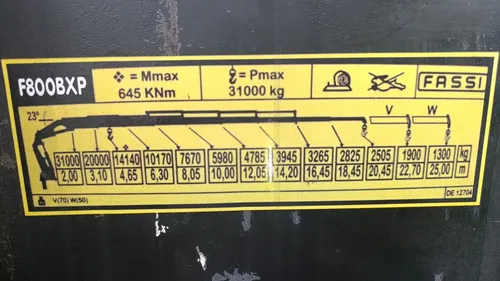 F800BXP
= Mmax
645 KNm
= Pmax
31000 kg
FASSI
23°
V W
31000 20000 14140 10170 7670 5980 4785 3945 3265 2825 2505 1900 1300 kg
2,00 3,10 4,65 6,30 8,05 10,00 12,05 14,20 16,45 18,45 20,45 22,70 25,00 m
V(70) W(50)
DE 12704